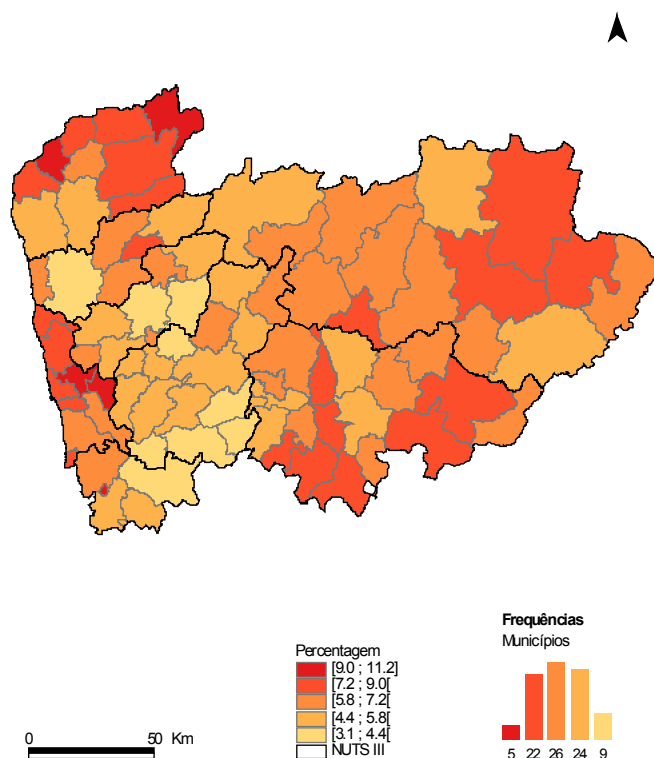 Frequências
Municípios
Percentagem
[9.0 ; 11.2]
[7.2 ; 9.0[
[5.8 ; 7.2[
[4.4 ; 5.8[
[3.1 ; 4.4[
NUTS III
0 50 Km
5 22 26 24 9